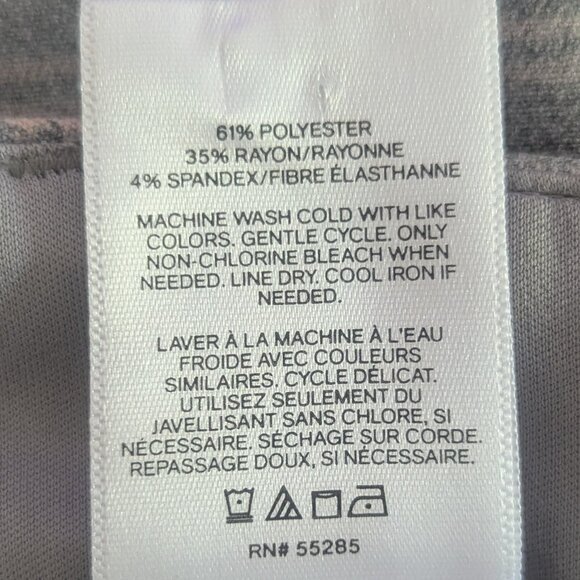 61% POLYESTER
35% RAYON/RAYONNE
4% SPANDEX/FIBRE ÉLASTHANNE
MACHINE WASH COLD WITH LIKE
COLORS. GENTLE CYCLE. ONLY
NON-CHLORINE BLEACH WHEN
NEEDED. LINE DRY. COOL IRON IF
NEEDED.
LAVER À LA MACHINE À L'EAU
FROIDE AVEC COULEURS
SIMILAIRES. CYCLE DÉLICAT.
UTILISEZ SEULEMENT DU
JAVELLISANT SANS CHLORE, SI
NÉCESSAIRE. SÉCHAGE SUR CORDE.
REPASSAGE DOUX, SI NÉCESSAIRE.
RN# 55285